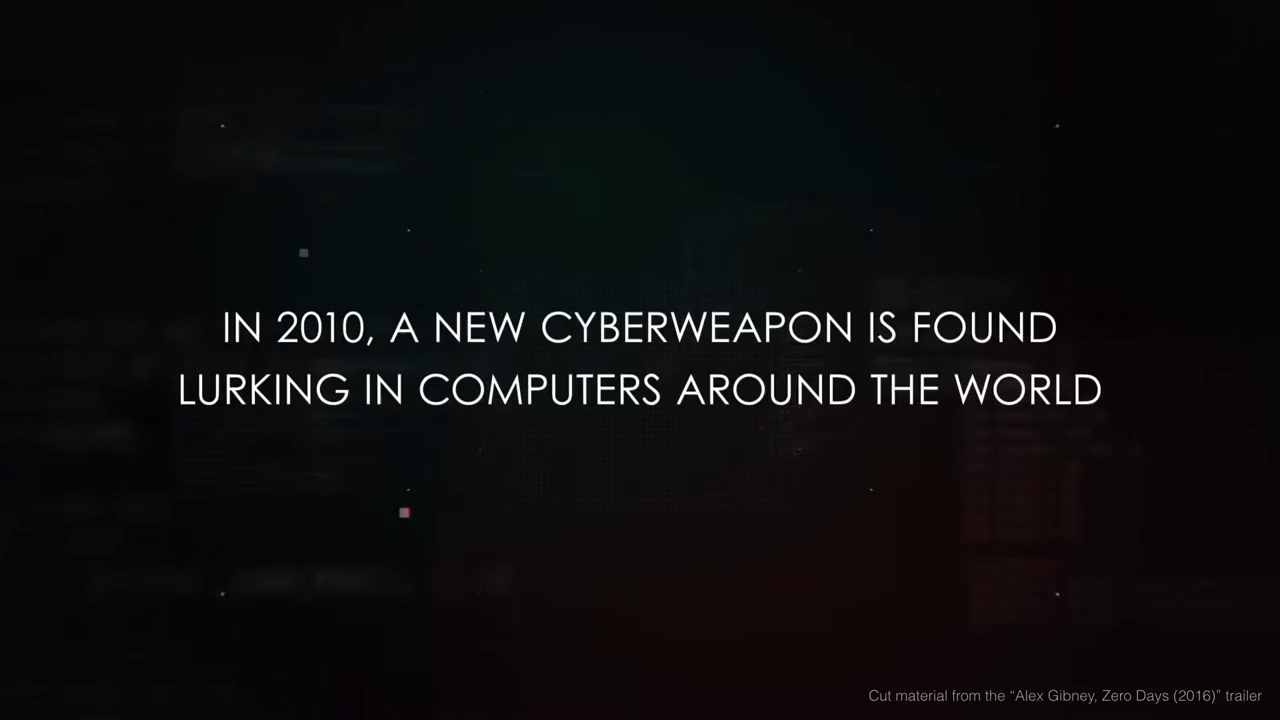 IN 2010, A NEW CYBERWEAPON IS FOUND
LURKING IN COMPUTERS AROUND THE WORLD
Cut material from the “Alex Gibney, Zero Days (2016)” trailer